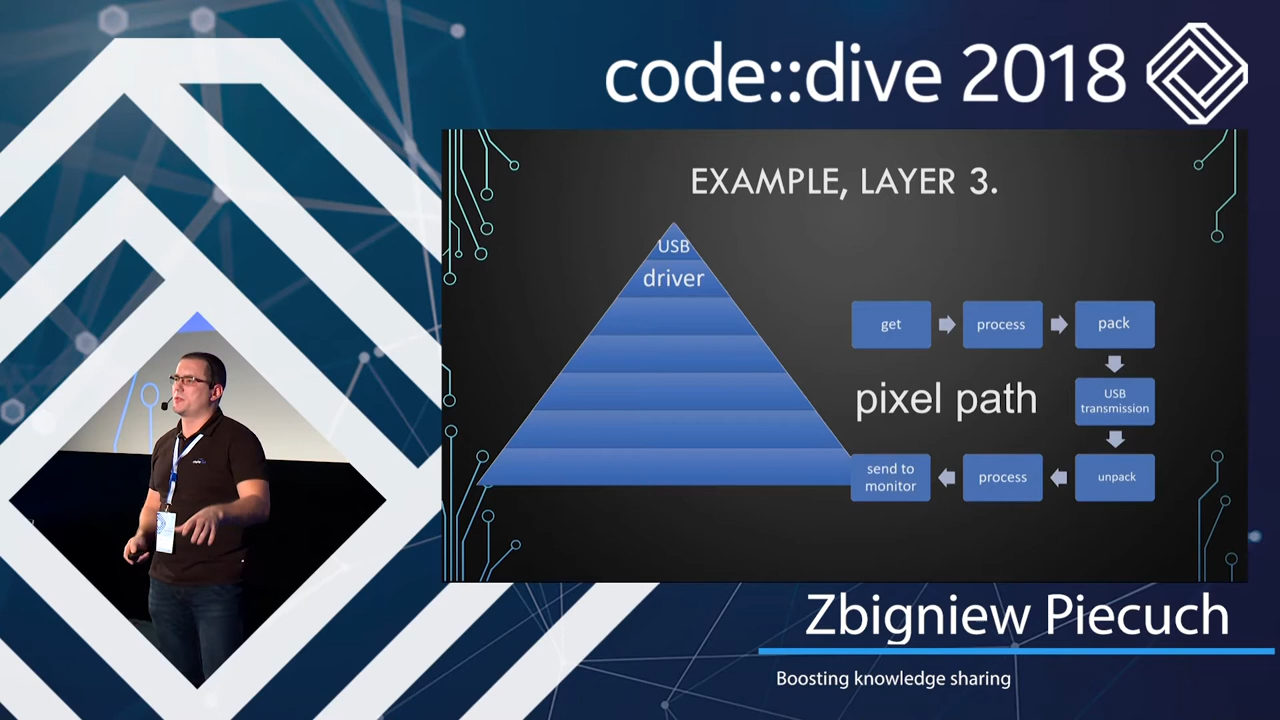 code::dive 2018
EXAMPLE, LAYER 3.
USB
driver
get
process
pack
pixel path
USB
transmission
send to
monitor
process
unpack
Zbigniew Piecuch
Boosting knowledge sharing